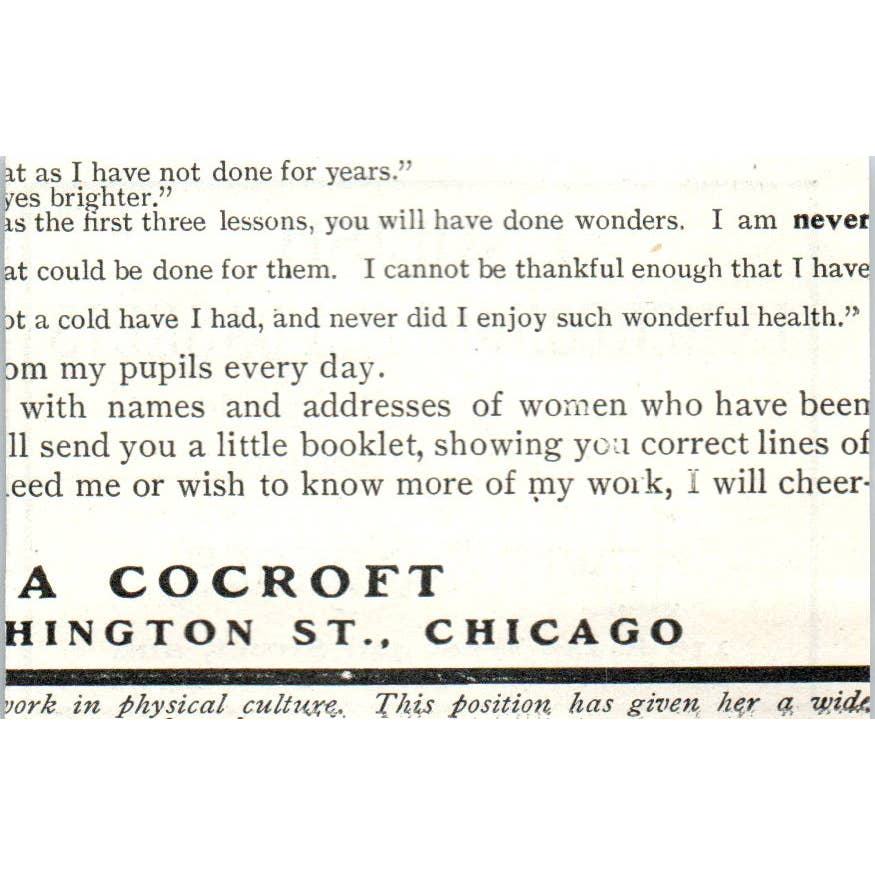 at as I have not done for years."
yes brighter."
as the first three lessons, you will have done wonders. I am never
at could be done for them. I cannot be thankful enough that I have
ot a cold have I had, and never did I enjoy such wonderful health."
om my pupils every day.
with names and addresses of women who have been
ll send you a little booklet, showing you correct lines of
eed me or wish to know more of my work, I will cheer-
A COCROFT
HINGTON ST., CHICAGO
work in physical culture. This position has given her a wide